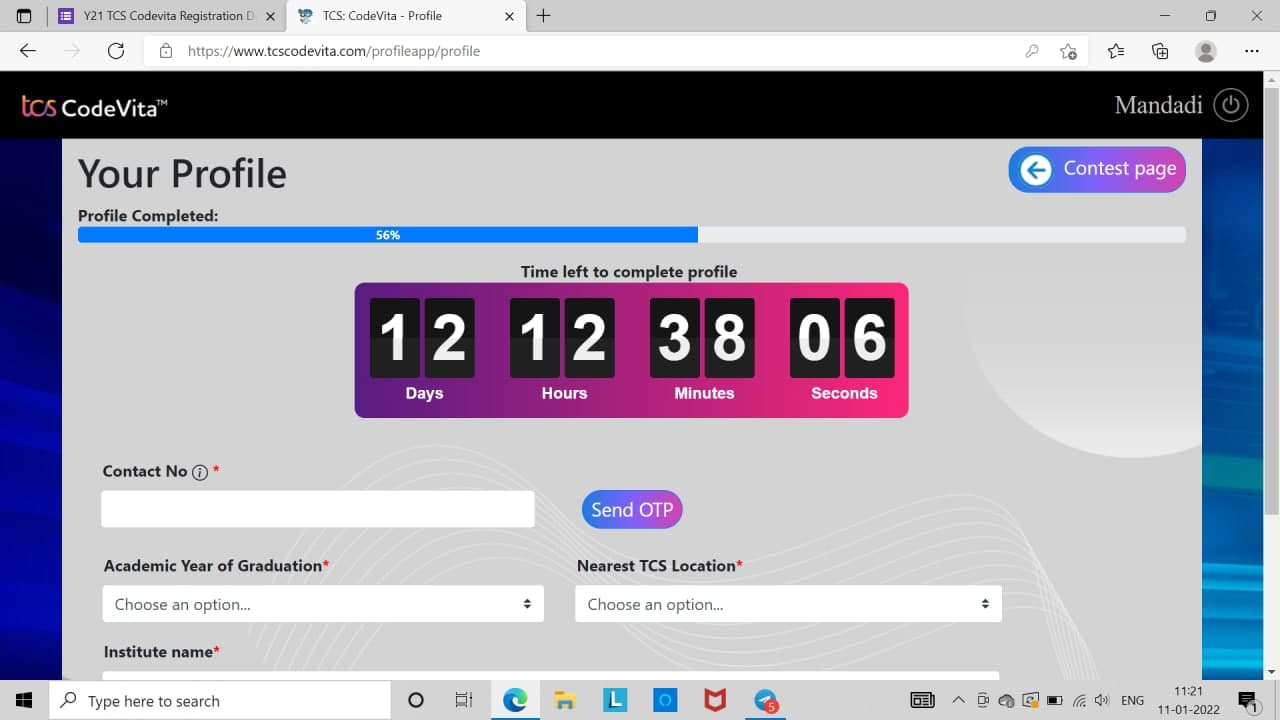 Y21 TCS Codevita Registration D
TCS: CodeVita - Profile
https://www.tcscodevita.com/profileapp/profile
tcs CodeVita™
Mandadi
Your Profile
Contest page
Profile Completed:
56%
Time left to complete profile
12 12 38 06
Days Hours Minutes Seconds
Contact No i *
Send OTP
Academic Year of Graduation* Nearest TCS Location*
Choose an option... Choose an option...
Institute name*
Type here to search
L
5
ENG
11:21
11-01-2022
1